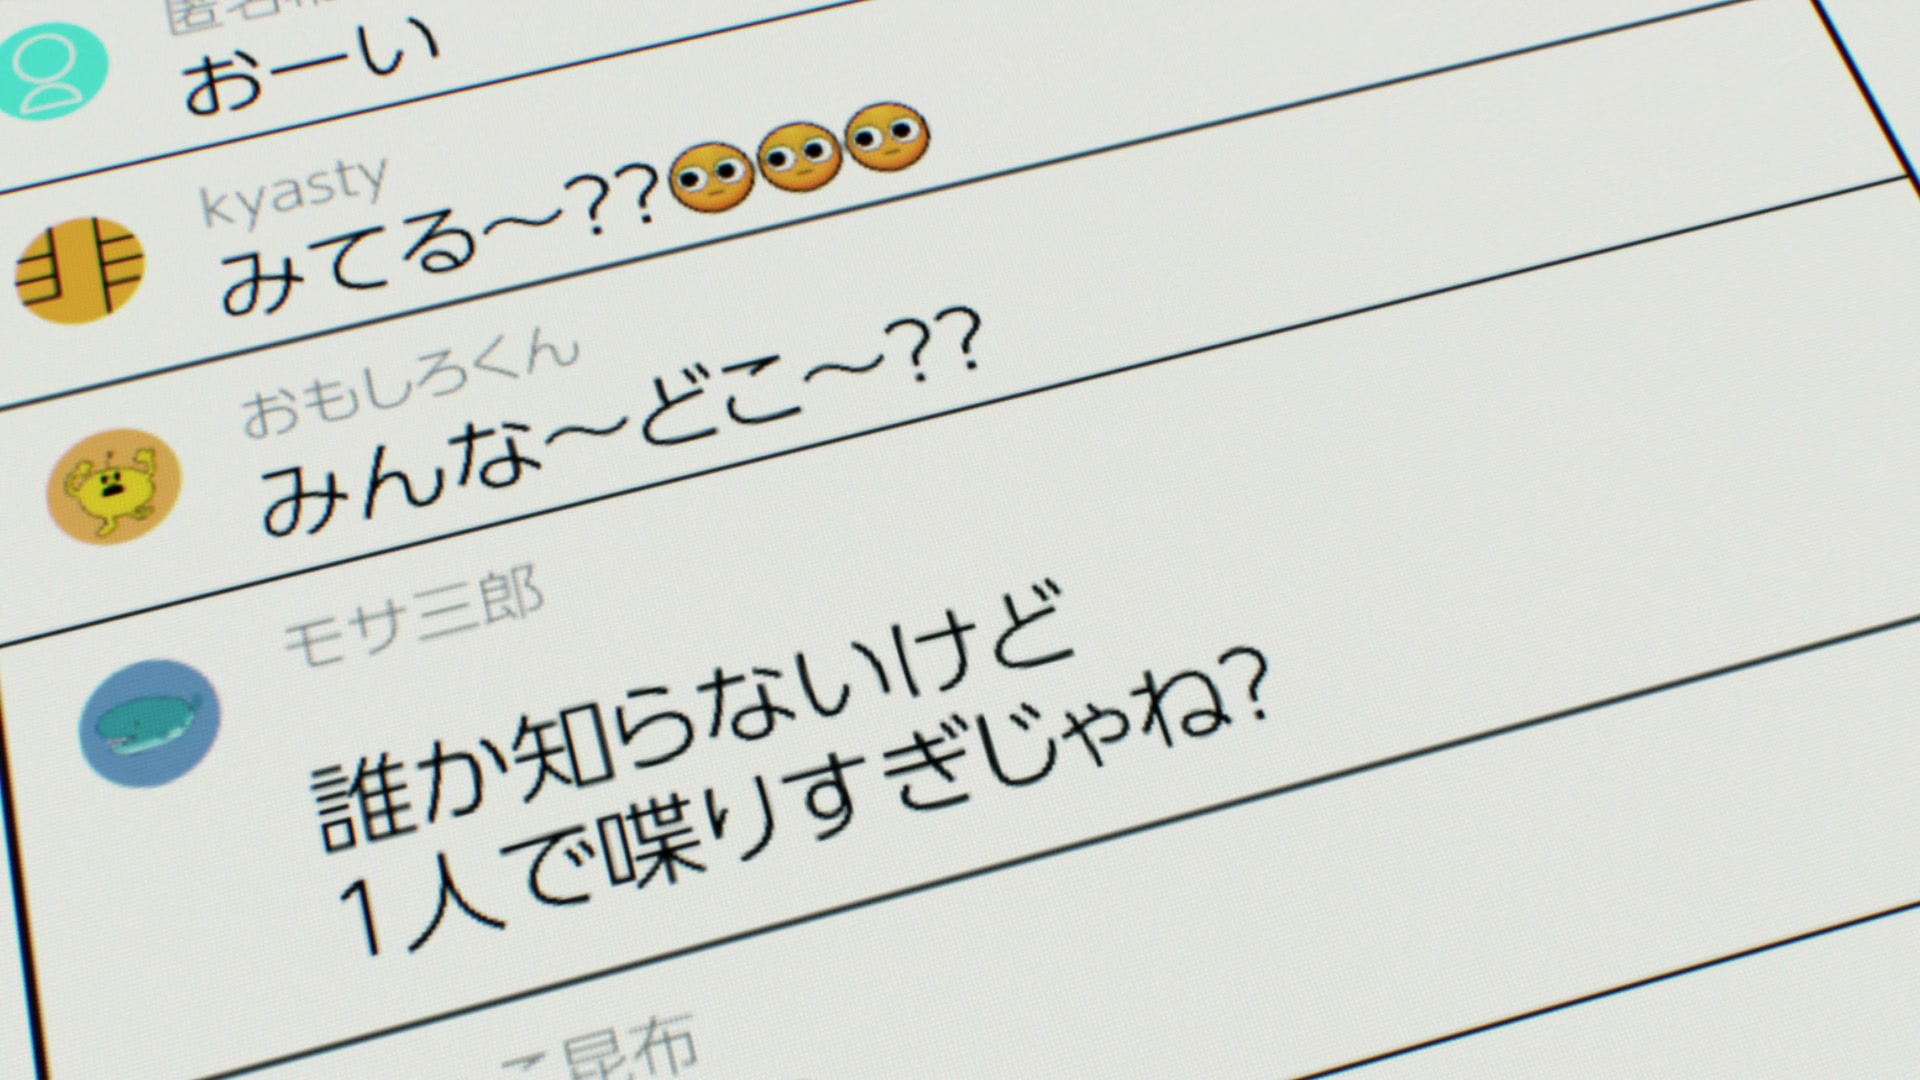 おーい
kyasty
みてる〜??🙄🙄🙄
おもしろくん
みんな〜どこ〜??
モサ三郎
誰か知らないけど
1人で喋りすぎじゃね?
昆布